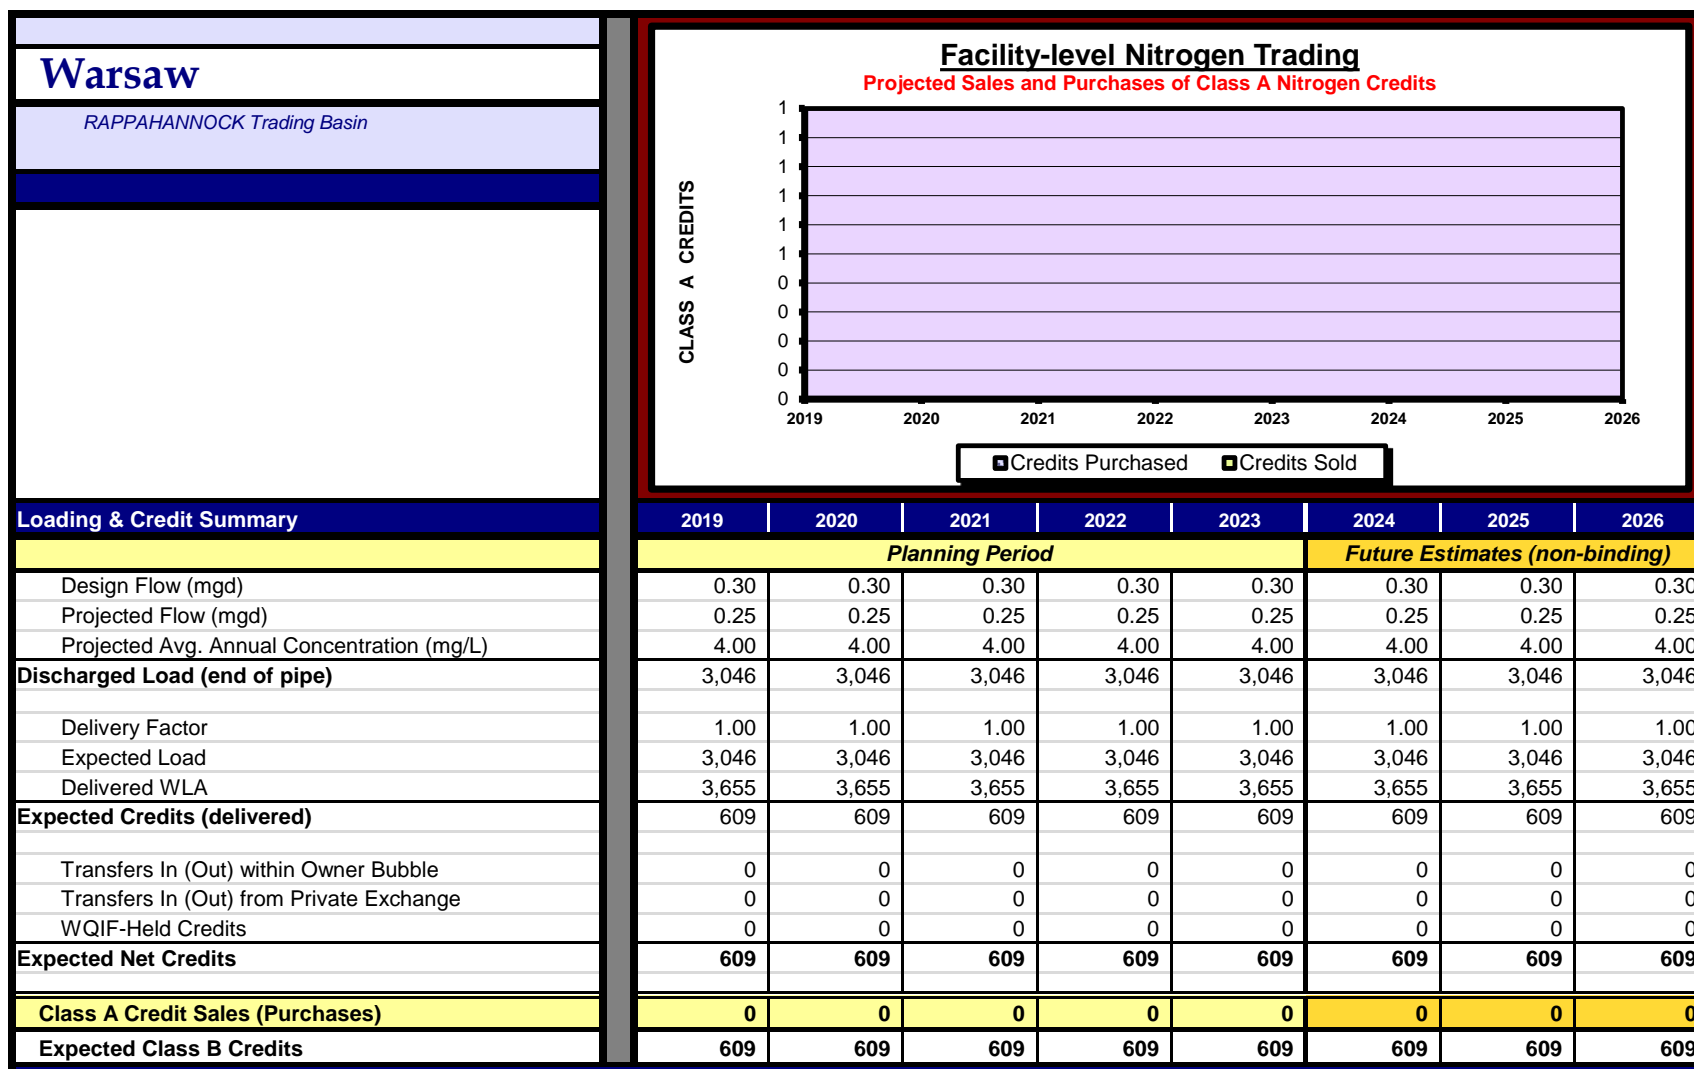 Warsaw
RAPPAHANNOCK Trading Basin
Facility-level Nitrogen Trading
Projected Sales and Purchases of Class A Nitrogen Credits
CLASS A CREDITS
1
1
1
1
1
1
0
0
0
0
0
2019 2020 2021 2022 2023 2024 2025 2026
Credits Purchased Credits Sold
Loading & Credit Summary 2019 2020 2021 2022 2023 2024 2025 2026
Planning Period Future Estimates (non-binding)
Design Flow (mgd) 0.30 0.30 0.30 0.30 0.30 0.30 0.30 0.30
Projected Flow (mgd) 0.25 0.25 0.25 0.25 0.25 0.25 0.25 0.25
Projected Avg. Annual Concentration (mg/L) 4.00 4.00 4.00 4.00 4.00 4.00 4.00 4.00
Discharged Load (end of pipe) 3,046 3,046 3,046 3,046 3,046 3,046 3,046 3,046
Delivery Factor 1.00 1.00 1.00 1.00 1.00 1.00 1.00 1.00
Expected Load 3,046 3,046 3,046 3,046 3,046 3,046 3,046 3,046
Delivered WLA 3,655 3,655 3,655 3,655 3,655 3,655 3,655 3,655
Expected Credits (delivered) 609 609 609 609 609 609 609 609
Transfers In (Out) within Owner Bubble 0 0 0 0 0 0 0 0
Transfers In (Out) from Private Exchange 0 0 0 0 0 0 0 0
WQIF-Held Credits 0 0 0 0 0 0 0 0
Expected Net Credits 609 609 609 609 609 609 609 609
Class A Credit Sales (Purchases) 0 0 0 0 0 0 0 0
Expected Class B Credits 609 609 609 609 609 609 609 609